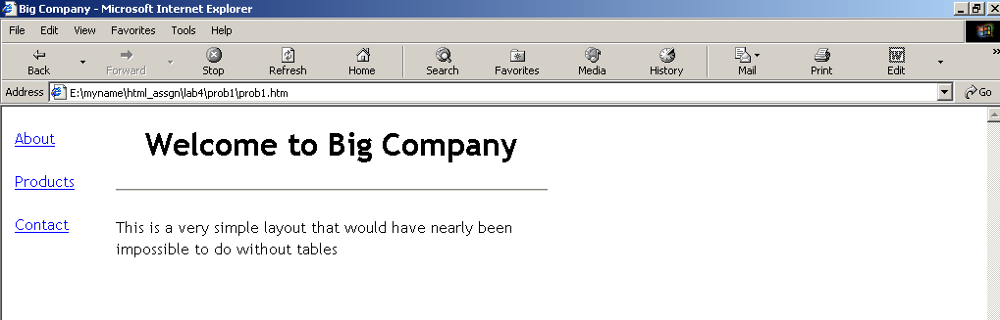 Big Company - Microsoft Internet Explorer
File Edit View Favorites Tools Help
Back Forward Stop Refresh Home Search Favorites Media History Mail Print Edit
Address E:\myname\html_assgn\lab4\prob1\prob1.htm Go
About
Welcome to Big Company
Products
Contact
This is a very simple layout that would have nearly been
impossible to do without tables